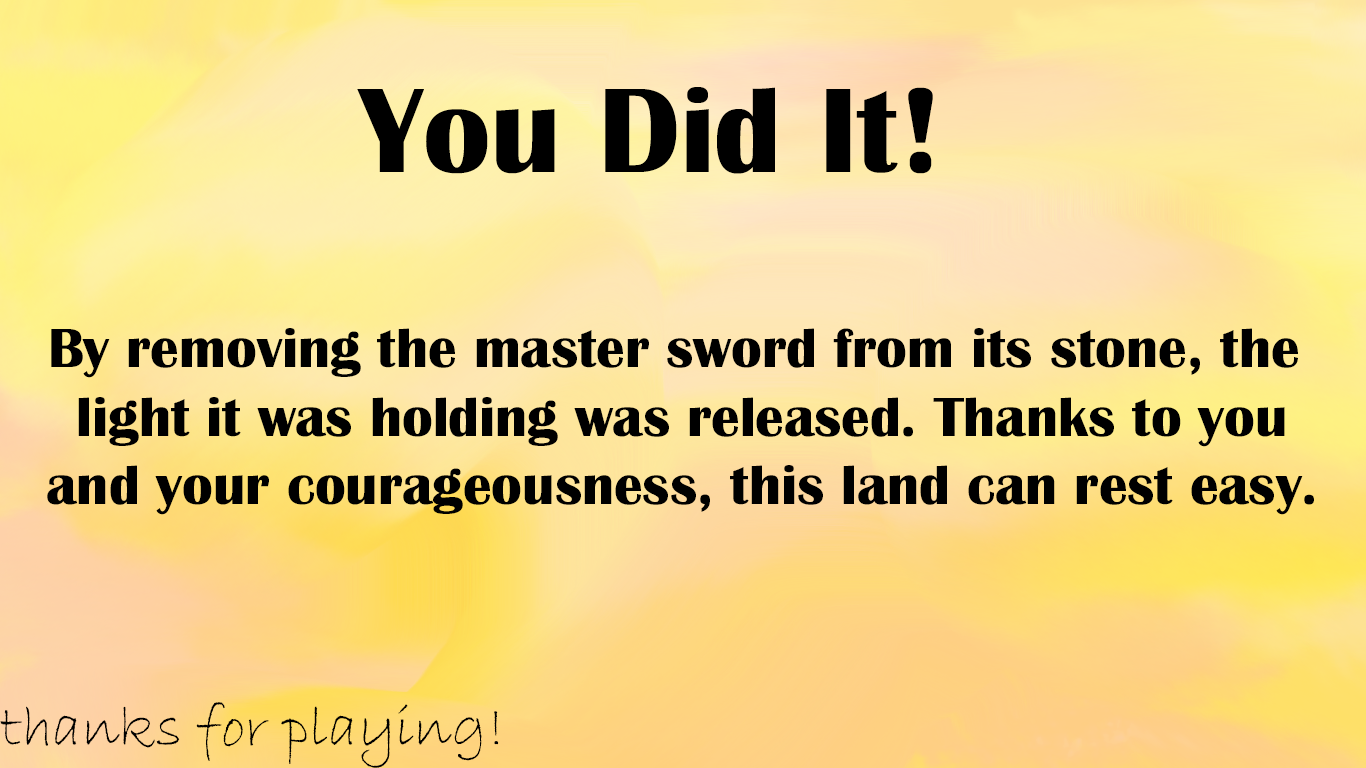 You Did It!
By removing the master sword from its stone, the
light it was holding was released. Thanks to you
and your courageousness, this land can rest easy.
thanks for playing!